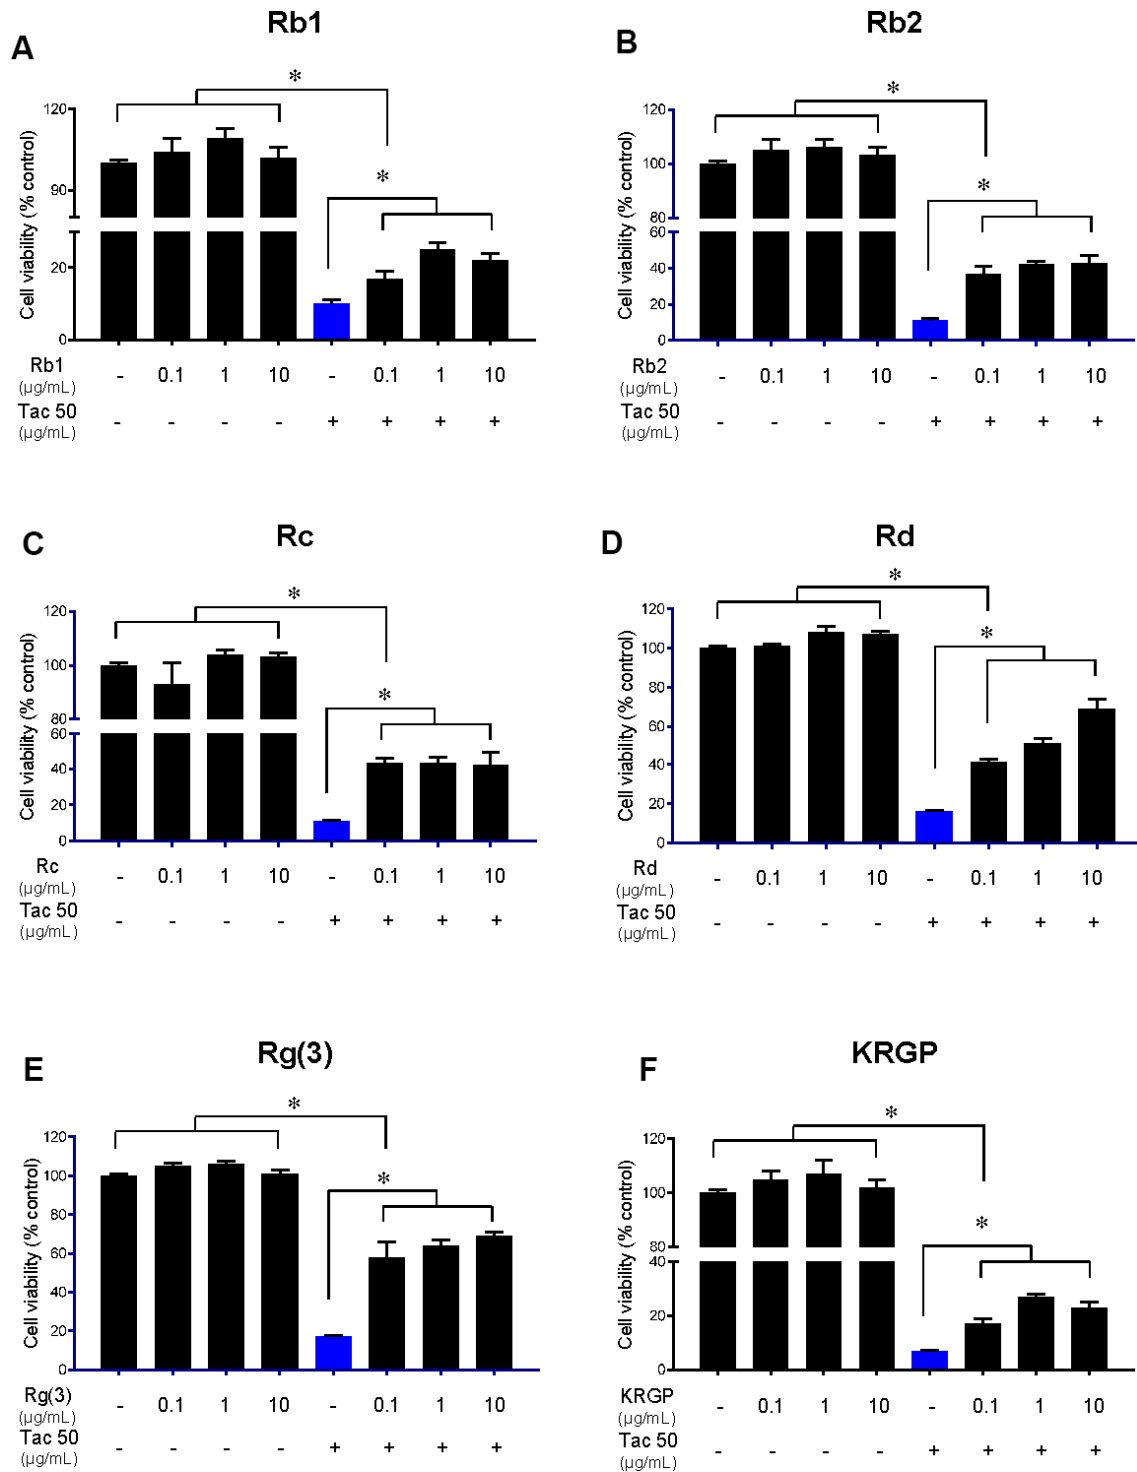 Rb1
A
*
*
Cell viability (% control)
120
90
20
0
Rb1 - 0.1 1 10 - 0.1 1 10
(µg/mL)
Tac 50 - - - - + + + +
(µg/mL)
Rb2
B
*
*
Cell viability (% control)
120
100
80
60
40
20
0
Rb2 - 0.1 1 10 - 0.1 1 10
(µg/mL)
Tac 50 - - - - + + + +
(µg/mL)
Rc
C
*
*
Cell viability (% control)
120
100
80
60
40
20
0
Rc - 0.1 1 10 - 0.1 1 10
(µg/mL)
Tac 50 - - - - + + + +
(µg/mL)
Rd
D
*
*
Cell viability (% control)
120
100
80
60
40
20
0
Rd - 0.1 1 10 - 0.1 1 10
(µg/mL)
Tac 50 - - - - + + + +
(µg/mL)
Rg(3)
E
*
*
Cell viability (% control)
120
100
80
60
40
20
0
Rg(3) - 0.1 1 10 - 0.1 1 10
(µg/mL)
Tac 50 - - - - + + + +
(µg/mL)
KRGP
F
*
*
Cell viability (% control)
120
100
80
40
20
0
KRGP - 0.1 1 10 - 0.1 1 10
(µg/mL)
Tac 50 - - - - + + + +
(µg/mL)